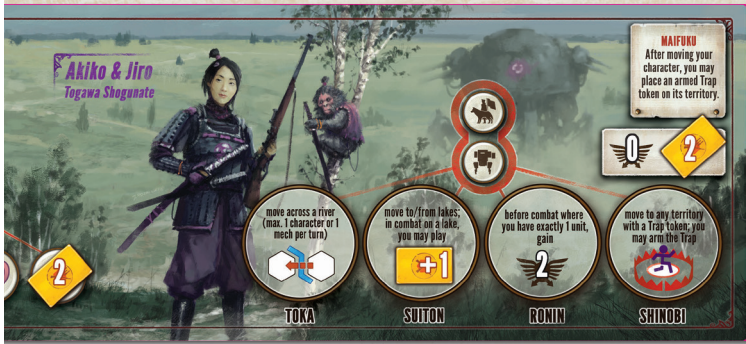 Akiko & Jiro
Togawa Shogunate
MAIFUKU
After moving your
character, you may
place an armed Trap
token on its territory.
0
2
move across a river
(max. 1 character or 1
mech per turn)
move to/from lakes;
in combat on a lake,
you may play
+1
before combat where
you have exactly 1 unit,
gain
2
move to any territory
with a Trap token; you
may arm the Trap
2
TOKA
SUITON
RONIN
SHINOBI